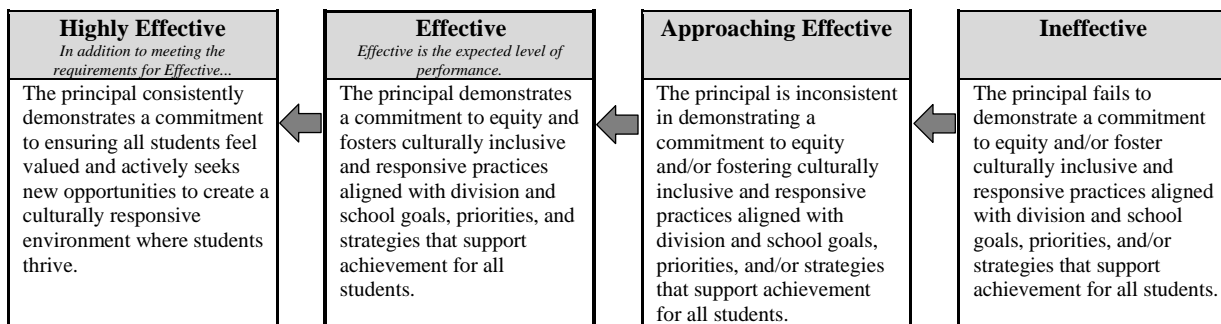 Highly Effective
In addition to meeting the
requirements for Effective...
The principal consistently
demonstrates a commitment
to ensuring all students feel
valued and actively seeks
new opportunities to create a
culturally responsive
environment where students
thrive.
Effective
Effective is the expected level of
performance.
The principal demonstrates
a commitment to equity and
fosters culturally inclusive
and responsive practices
aligned with division and
school goals, priorities, and
strategies that support
achievement for all
students.
Approaching Effective
The principal is inconsistent
in demonstrating a
commitment to equity
and/or fostering culturally
inclusive and responsive
practices aligned with
division and school goals,
priorities, and/or strategies
that support achievement
for all students.
Ineffective
The principal fails to
demonstrate a commitment
to equity and/or foster
culturally inclusive and
responsive practices aligned
with division and school
goals, priorities, and/or
strategies that support
achievement for all students.